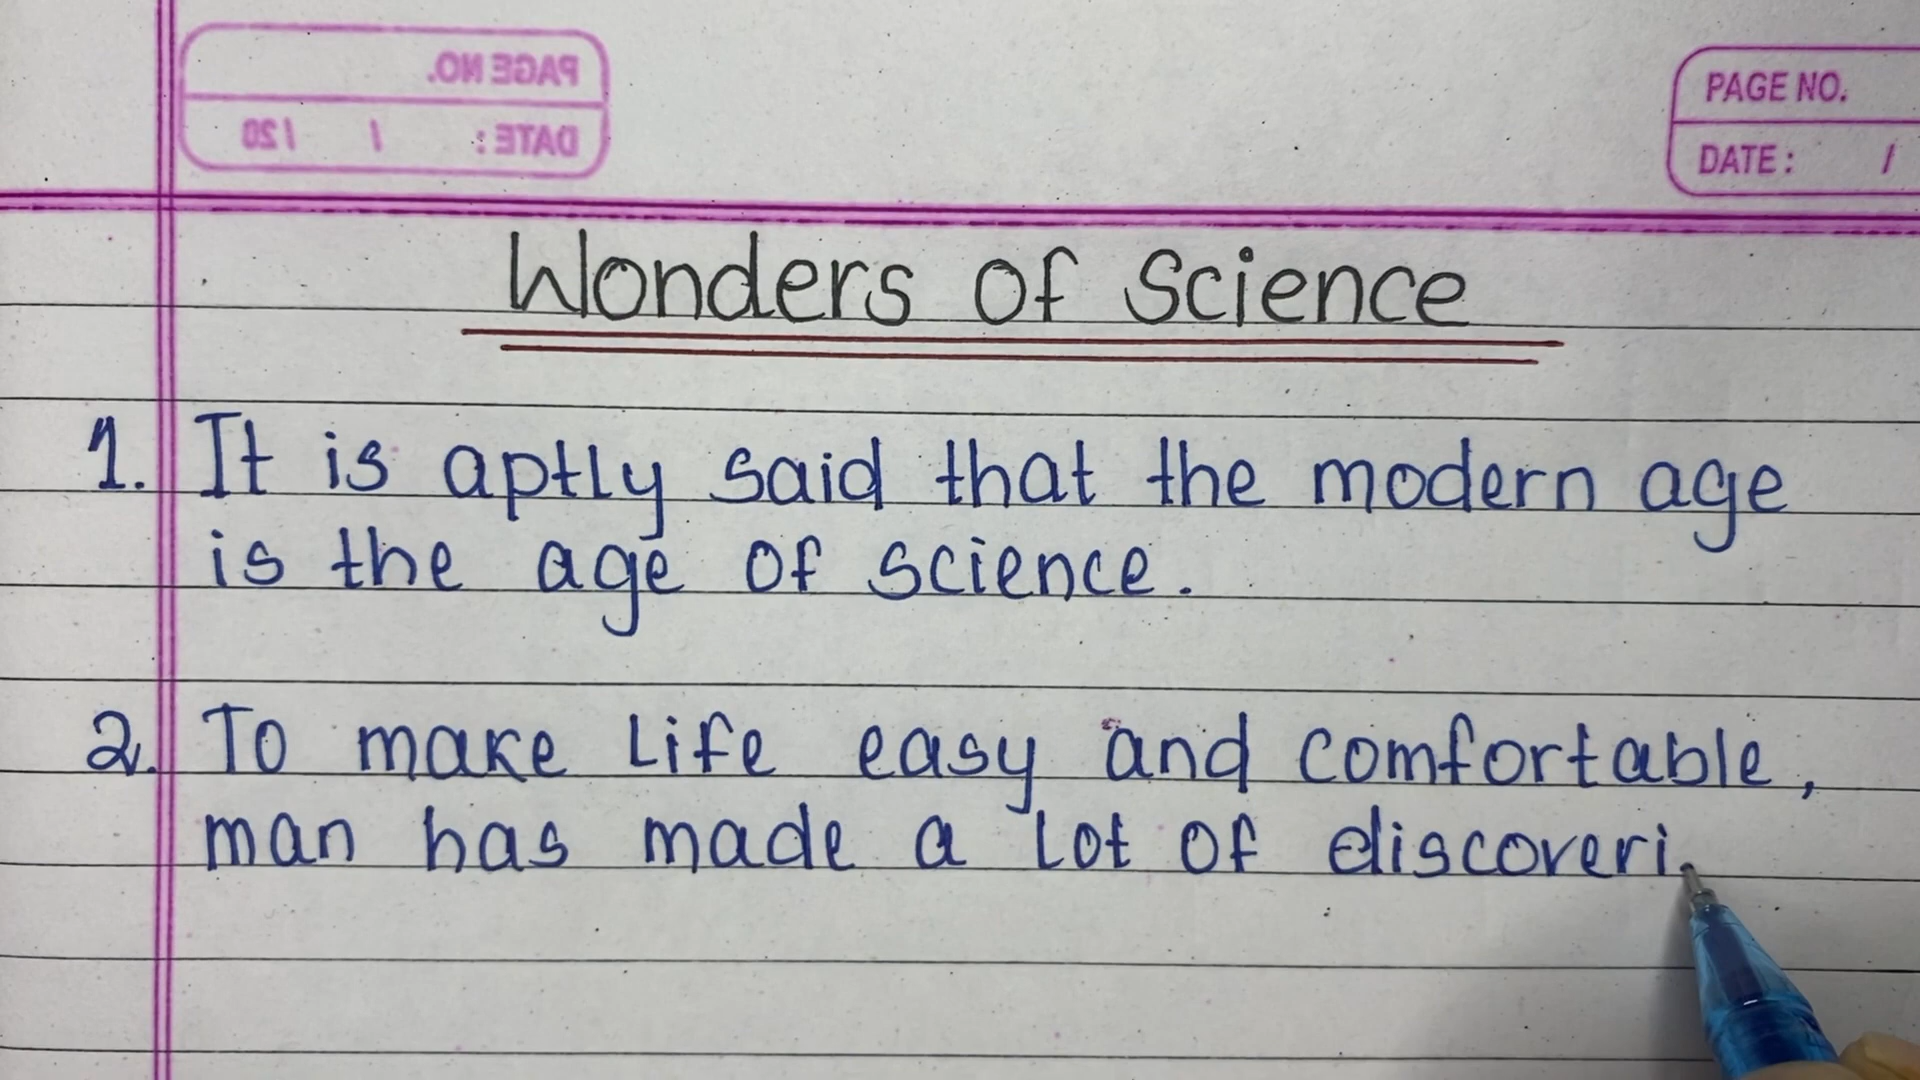 PAGE NO.
DATE: / /20
PAGE NO.
DATE: /
Wonders of Science
1. It is aptly said that the modern age
is the age of science.
2. To make life easy and comfortable,
man has made a lot of discoveri